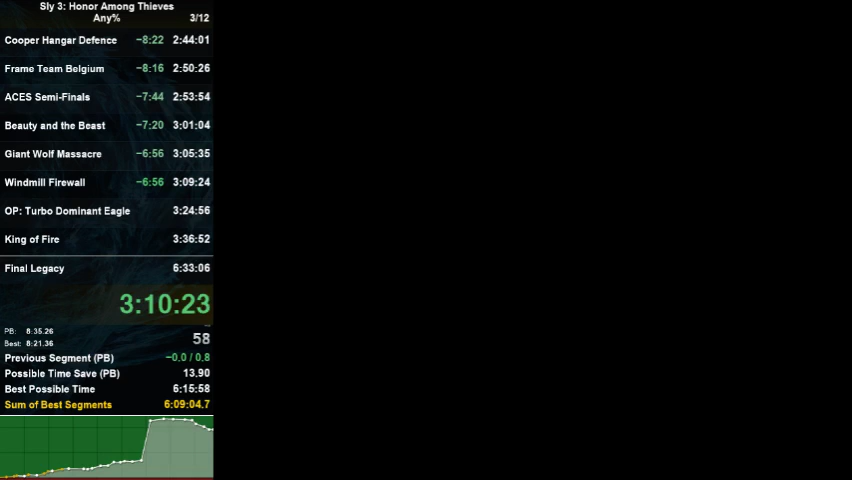 Sly 3: Honor Among Thieves
Any% 3/12
Cooper Hangar Defence -8:22 2:44:01
Frame Team Belgium -8:16 2:50:26
ACES Semi-Finals -7:44 2:53:54
Beauty and the Beast -7:20 3:01:04
Giant Wolf Massacre -6:56 3:05:35
Windmill Firewall -6:56 3:09:24
OP: Turbo Dominant Eagle 3:24:56
King of Fire 3:36:52
Final Legacy 6:33:06
3:10:23
PB: 8:35.26
Best: 8:21.36
58
Previous Segment (PB) -0.0 / 0.8
Possible Time Save (PB) 13.90
Best Possible Time 6:15:58
Sum of Best Segments 6:09:04.7